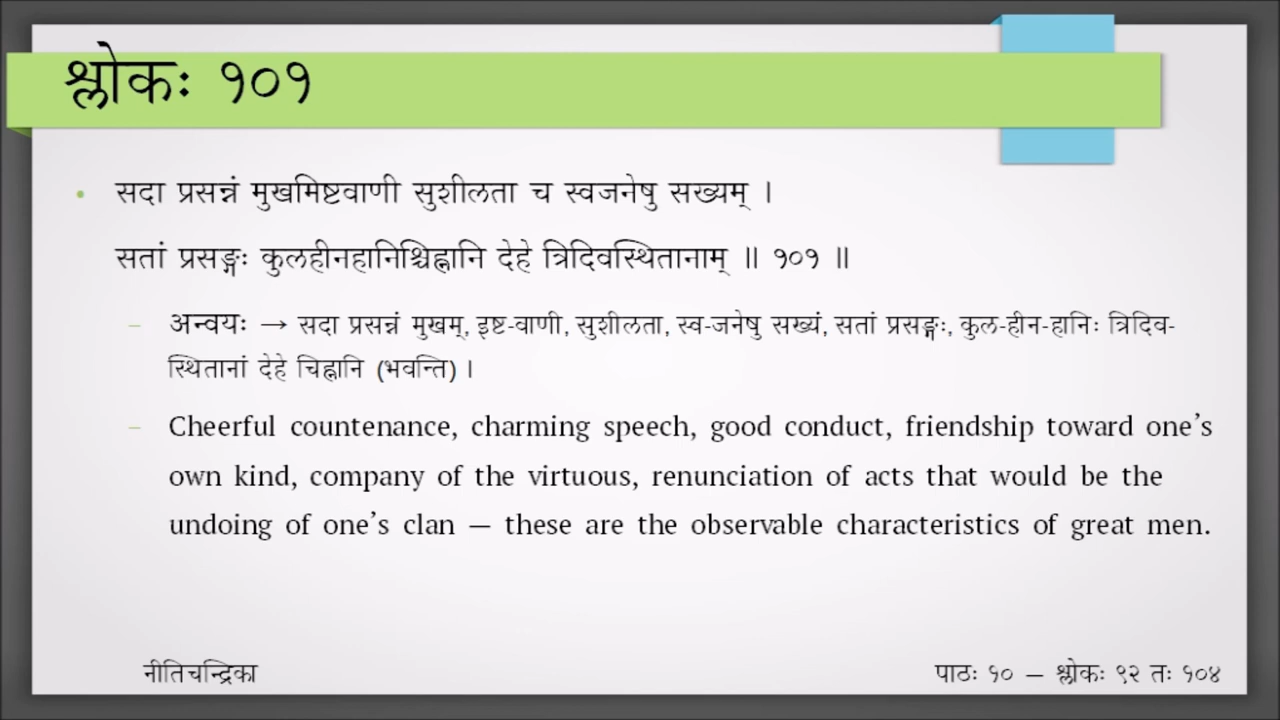 श्लोकः १०१
सदा प्रसन्नं मुखमिष्टवाणी सुशीलता च स्वजनेषु सख्यम् ।
सतां प्रसङ्गः कुलहीनहानिश्चिह्नानि देहे त्रिदिवस्थितानाम् ॥ १०१ ॥
– अन्वयः → सदा प्रसन्नं मुखम्, इष्ट-वाणी, सुशीलता, स्व-जनेषु सख्यं, सतां प्रसङ्गः, कुल-हीन-हानिः त्रिदिव-
स्थितानां देहे चिह्नानि (भवन्ति) ।
– Cheerful countenance, charming speech, good conduct, friendship toward one’s
own kind, company of the virtuous, renunciation of acts that would be the
undoing of one’s clan — these are the observable characteristics of great men.
नीतिचन्द्रिका
पाठः १० – श्लोकः ९२ तः १०४